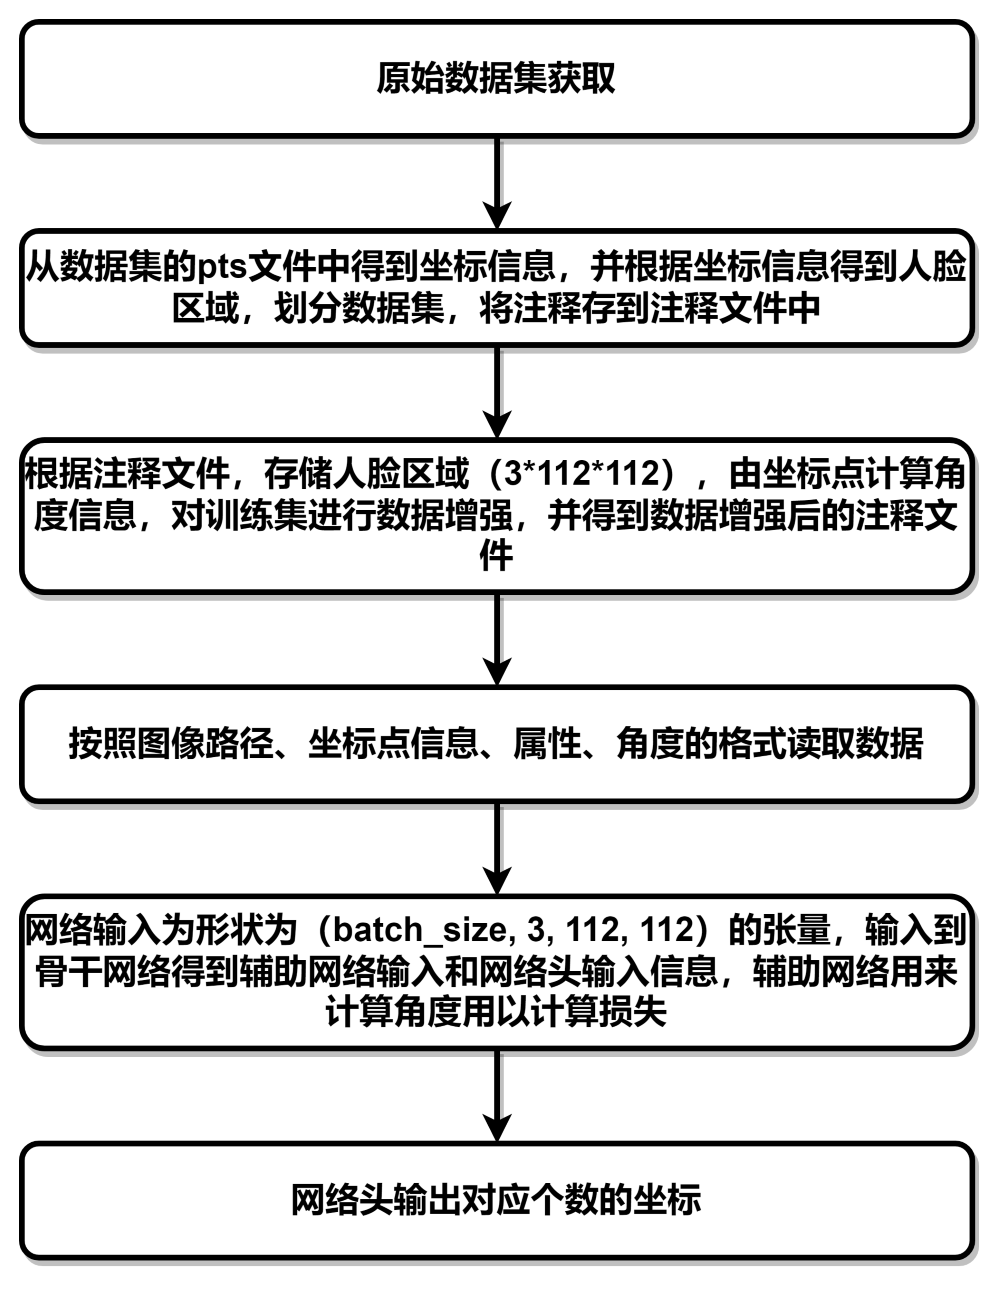 原始数据集获取
从数据集的pts文件中得到坐标信息，并根据坐标信息得到人脸
区域，划分数据集，将注释存到注释文件中
根据注释文件，存储人脸区域（3*112*112），由坐标点计算角
度信息，对训练集进行数据增强，并得到数据增强后的注释文
件
按照图像路径、坐标点信息、属性、角度的格式读取数据
网络输入为形状为（batch_size, 3, 112, 112）的张量，输入到
骨干网络得到辅助网络输入和网络头输入信息，辅助网络用来
计算角度用以计算损失
网络头输出对应个数的坐标